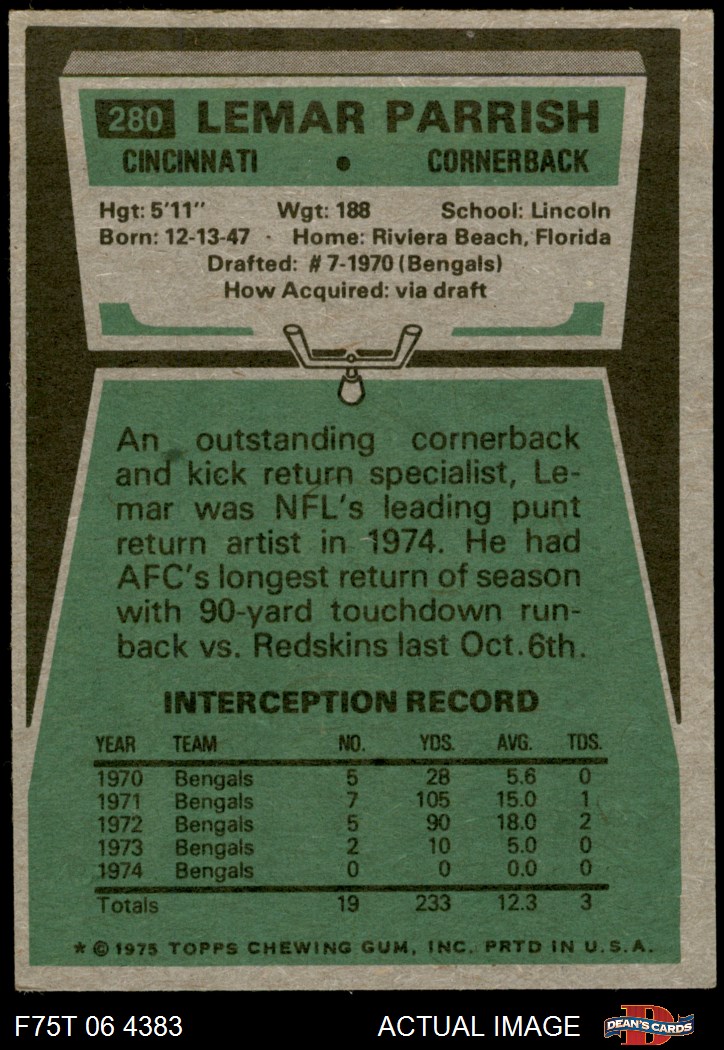 280 LEMAR PARRISH
CINCINNATI • CORNERBACK
Hgt: 5'11" Wgt: 188 School: Lincoln
Born: 12-13-47 · Home: Riviera Beach, Florida
Drafted: #7-1970 (Bengals)
How Acquired: via draft
An outstanding cornerback
and kick return specialist, Le-
mar was NFL's leading punt
return artist in 1974. He had
AFC's longest return of season
with 90-yard touchdown run-
back vs. Redskins last Oct. 6th.
INTERCEPTION RECORD
YEAR TEAM NO. YDS. AVG. TDS.
1970 Bengals 5 28 5.6 0
1971 Bengals 7 105 15.0 1
1972 Bengals 5 90 18.0 2
1973 Bengals 2 10 5.0 0
1974 Bengals 0 0 0.0 0
Totals 19 233 12.3 3
* © 1975 TOPPS CHEWING GUM, INC. PRTD IN U.S.A.
F75T 06 4383 ACTUAL IMAGE D DEAN'S CARDS